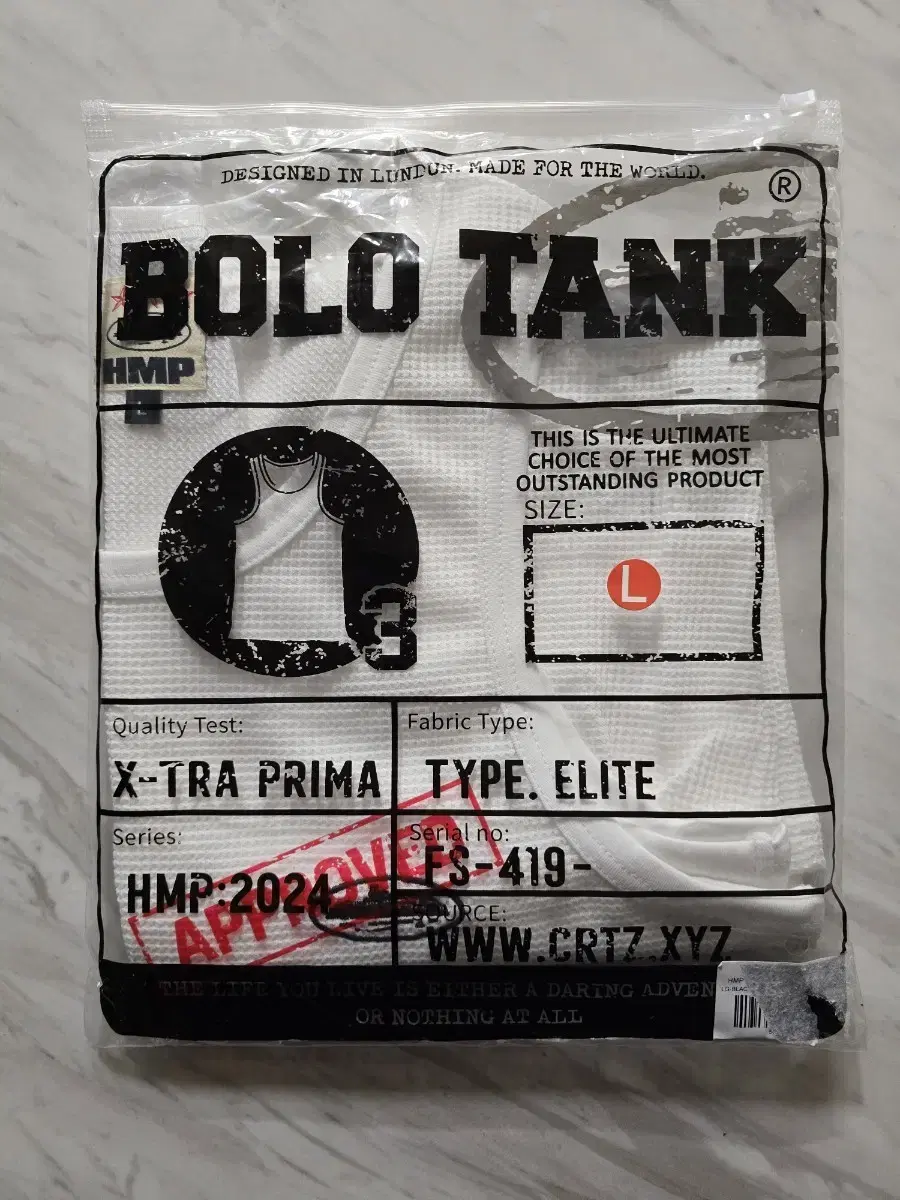 DESIGNED IN LUNDUN. MADE FOR THE WORLD.
®
BOLO TANK
HMP
L
THIS IS THE ULTIMATE
CHOICE OF THE MOST
OUTSTANDING PRODUCT
SIZE:
L
3
Quality Test:
X-TRA PRIMA
Fabric Type:
TYPE. ELITE
Series:
HMP:2024
APPROVED
Serial no:
FS-419-
SOURCE:
WWW.CRTZ.XYZ
THE LIFE YOU LIVE IS EITHER A DARING ADVEN
OR NOTHING AT ALL
HMP